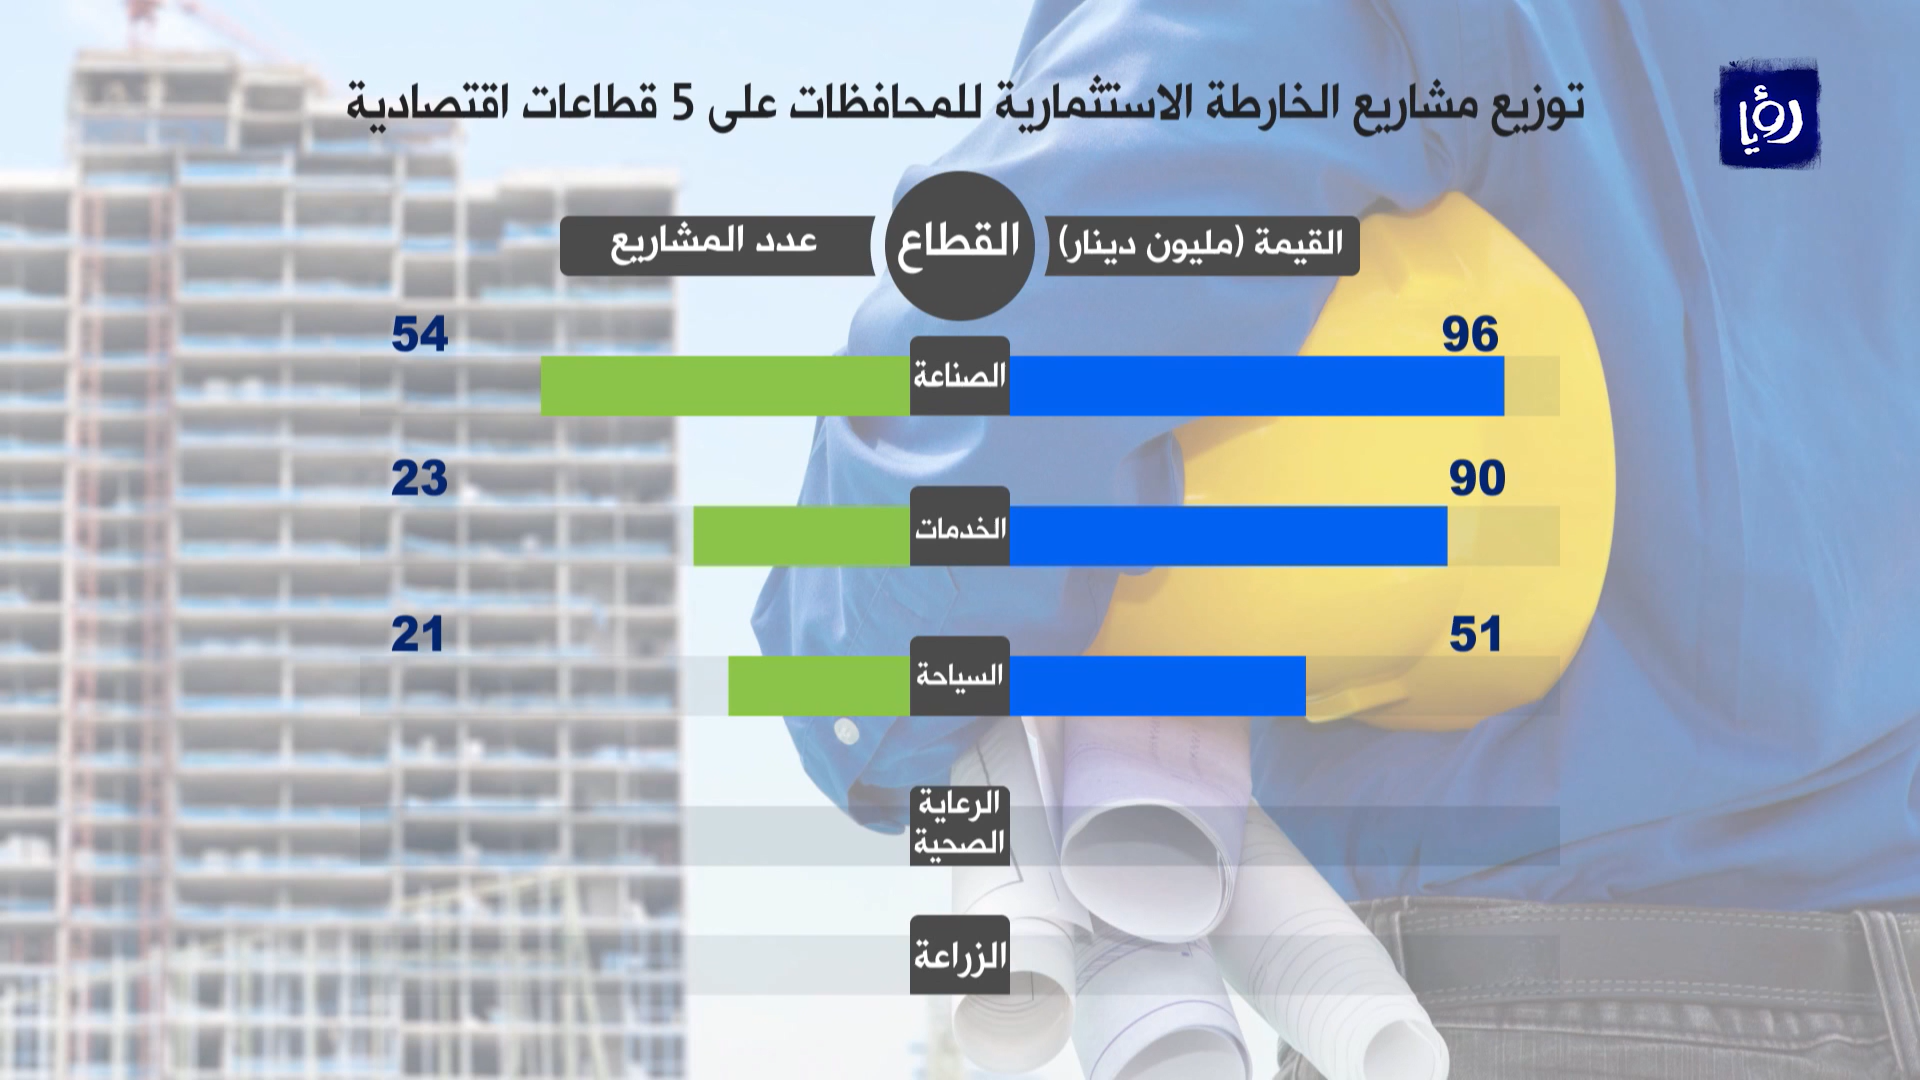 رؤيا
توزيع مشاريع الخارطة الاستثمارية للمحافظات على 5 قطاعات اقتصادية
القيمة (مليون دينار) القطاع عدد المشاريع
96 الصناعة 54
90 الخدمات 23
51 السياحة 21
الرعاية
الصحية
الزراعة